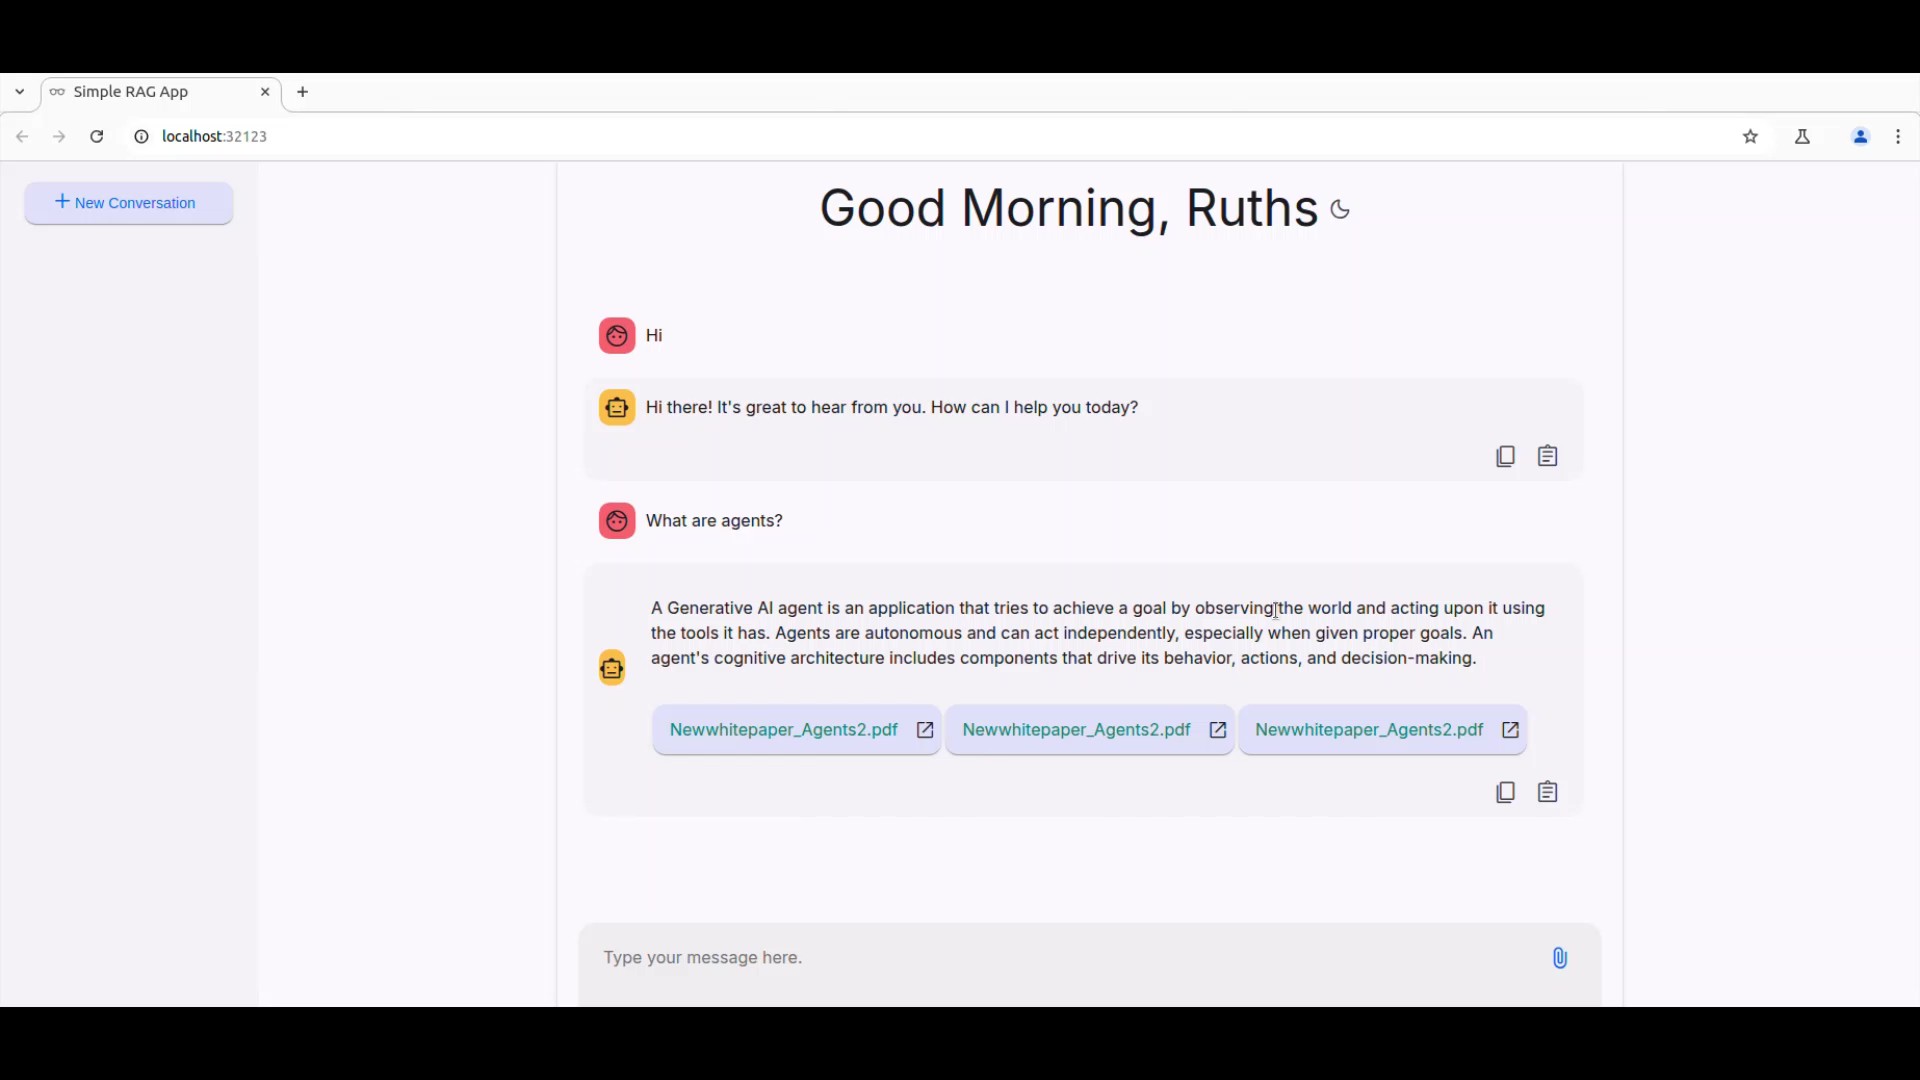 Simple RAG App
localhost:32123
New Conversation
Good Morning, Ruths
Hi
Hi there! It's great to hear from you. How can I help you today?
What are agents?
A Generative AI agent is an application that tries to achieve a goal by observing the world and acting upon it using
the tools it has. Agents are autonomous and can act independently, especially when given proper goals. An
agent's cognitive architecture includes components that drive its behavior, actions, and decision-making.
Newwhitepaper_Agents2.pdf Newwhitepaper_Agents2.pdf Newwhitepaper_Agents2.pdf
Type your message here.